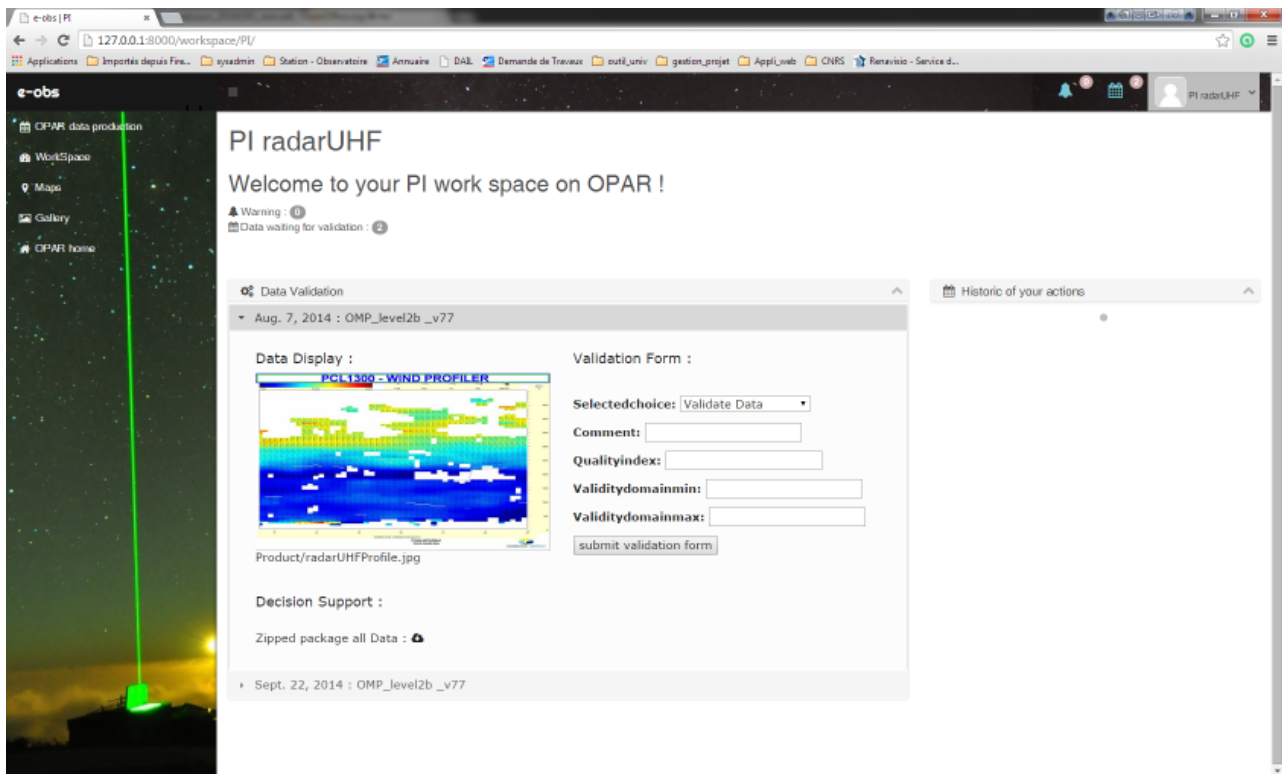 e-obs | PI
127.0.0.1:8000/workspace/PI/
Applications Importés depuis Fire... sysadmin Station - Observatoire Annuaire DAIL Demande de Travaux outil_univ gestion_projet Appli_web CNRS Renavisio - Service d...
e-obs
0 2 PI radarUHF
OPAR data production
WorkSpace
Maps
Gallery
OPAR home
PI radarUHF
Welcome to your PI work space on OPAR !
Warning : 0
Data waiting for validation : 2
Data Validation
Aug. 7, 2014 : OMP_level2b _v77
Data Display :
PCL1300 - WIND PROFILER
Product/radarUHFProfile.jpg
Validation Form :
Selectedchoice: Validate Data
Comment:
Qualityindex:
Validitydomainmin:
Validitydomainmax:
submit validation form
Decision Support :
Zipped package all Data :
Sept. 22, 2014 : OMP_level2b _v77
Historic of your actions